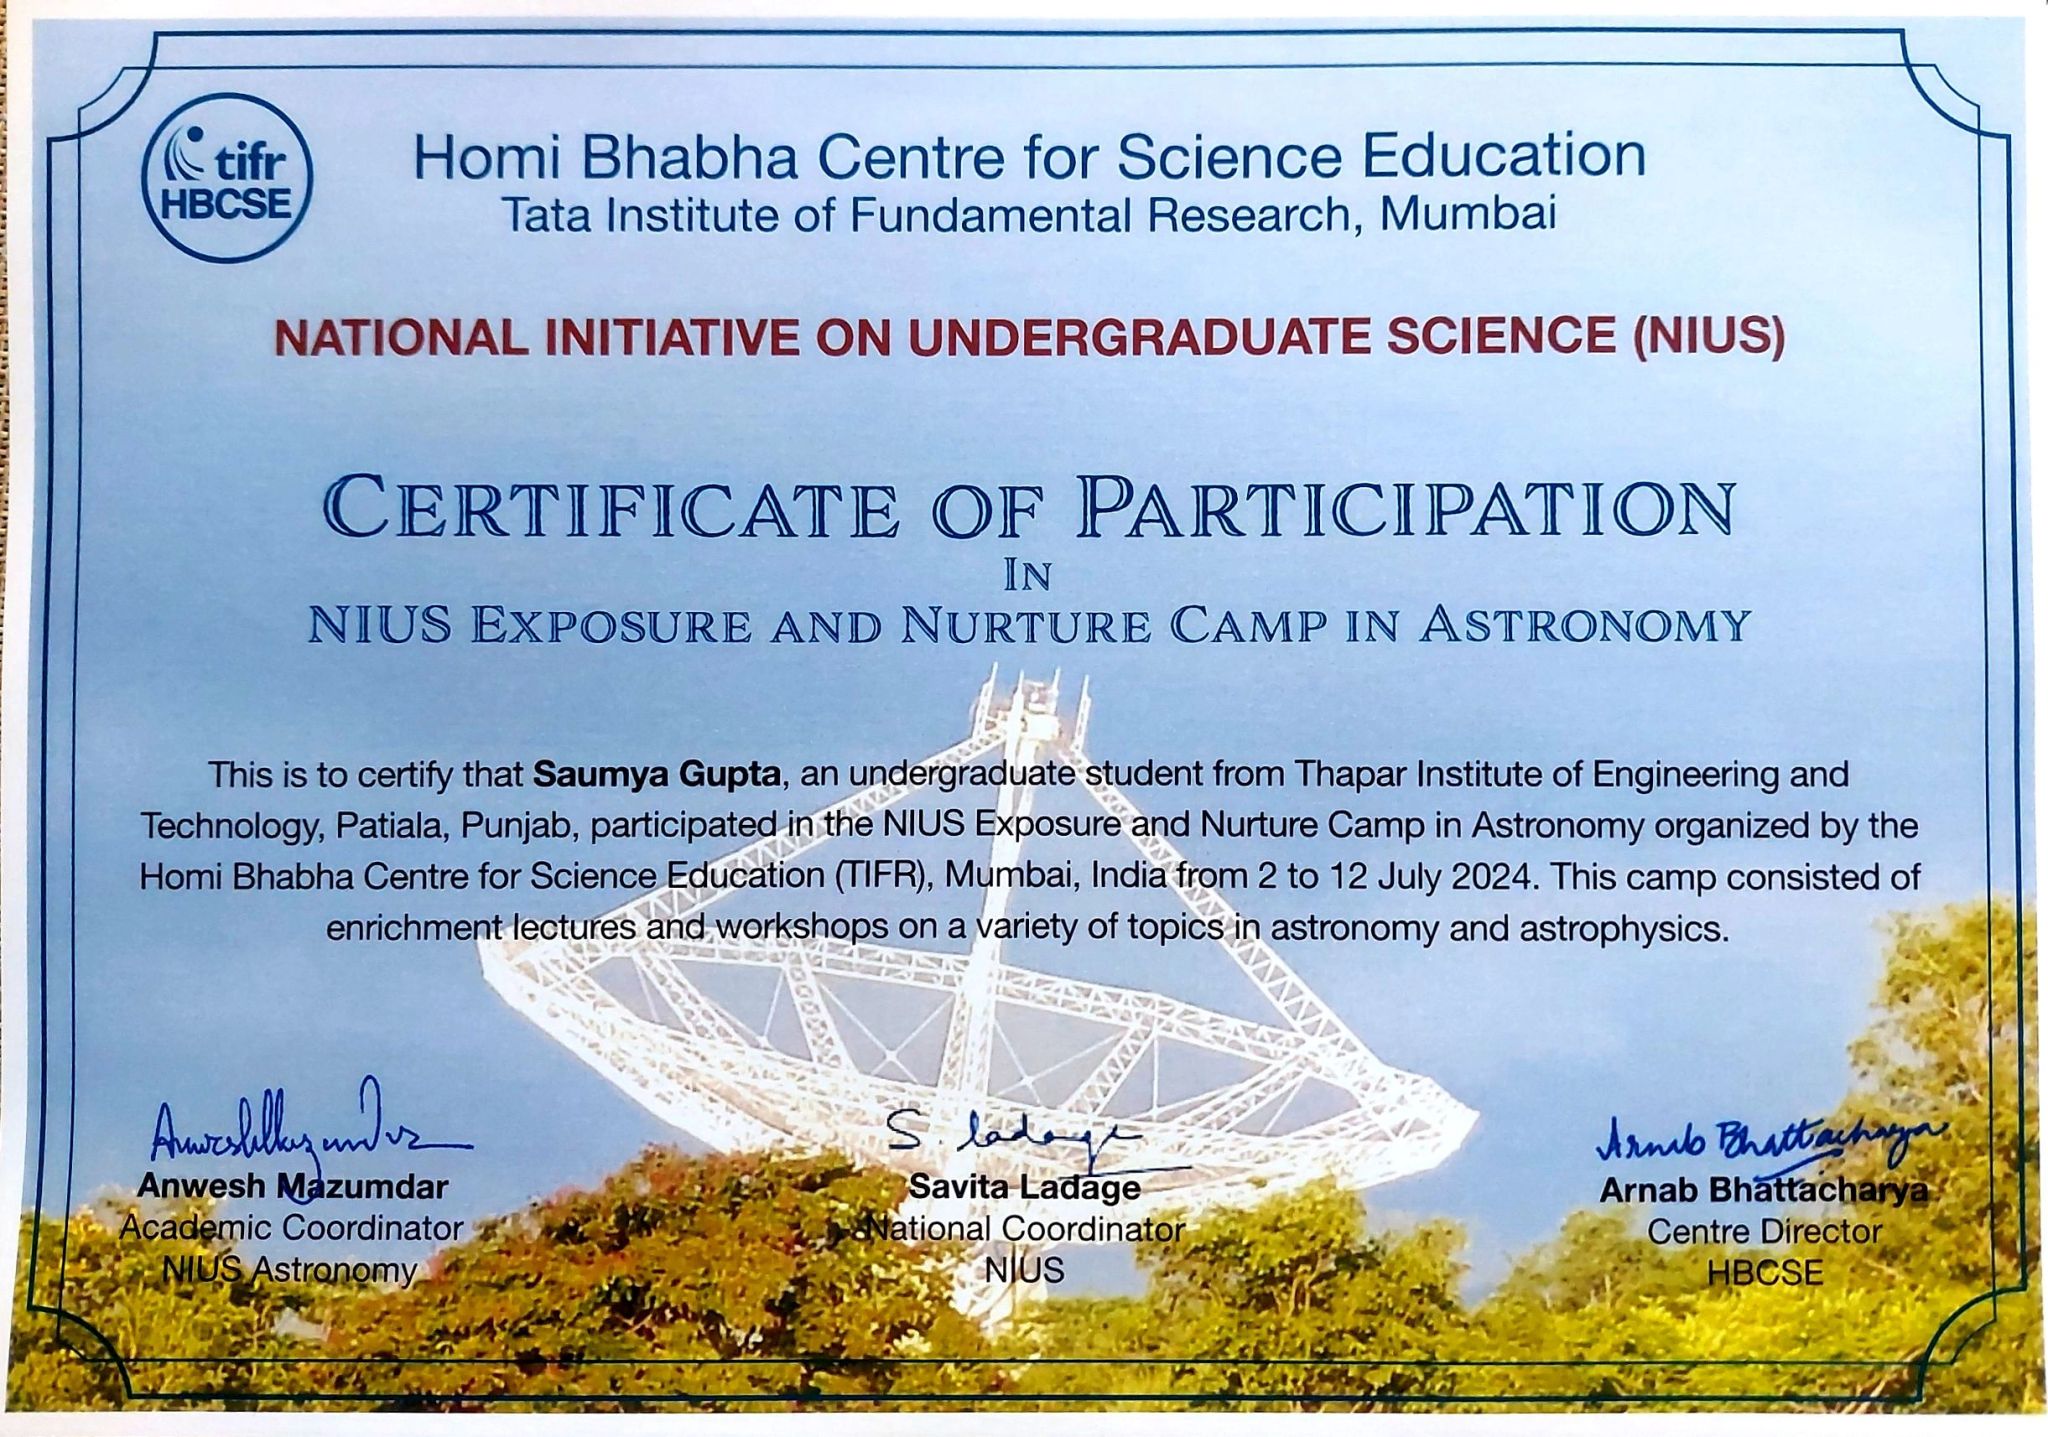 tifr
HBCSE
Homi Bhabha Centre for Science Education
Tata Institute of Fundamental Research, Mumbai
NATIONAL INITIATIVE ON UNDERGRADUATE SCIENCE (NIUS)
CERTIFICATE OF PARTICIPATION
IN
NIUS EXPOSURE AND NURTURE CAMP IN ASTRONOMY
This is to certify that Saumya Gupta, an undergraduate student from Thapar Institute of Engineering and
Technology, Patiala, Punjab, participated in the NIUS Exposure and Nurture Camp in Astronomy organized by the
Homi Bhabha Centre for Science Education (TIFR), Mumbai, India from 2 to 12 July 2024. This camp consisted of
enrichment lectures and workshops on a variety of topics in astronomy and astrophysics.
Anwesh Mazumdar
Anwesh Mazumdar
Academic Coordinator
NIUS Astronomy
S. Ladage
Savita Ladage
National Coordinator
NIUS
Arnab Bhattacharya
Arnab Bhattacharya
Centre Director
HBCSE